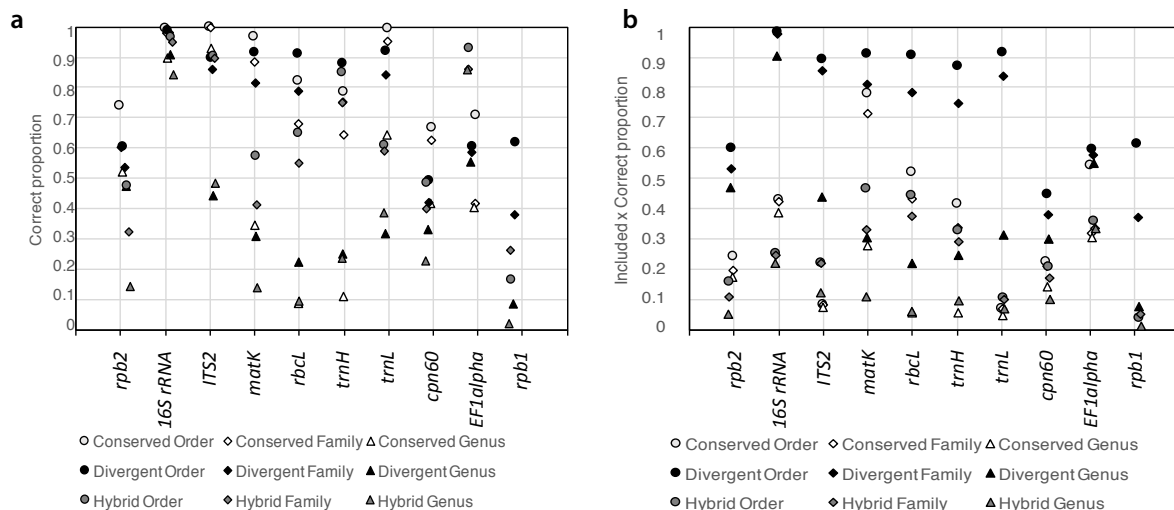 a
Correct proportion
1
0.9
0.8
0.7
0.6
0.5
0.4
0.3
0.2
0.1
0
rpb2
16S rRNA
ITS2
matK
rbcL
trnH
trnL
cpn60
EF1alpha
rpb1
Conserved Order
Conserved Family
Conserved Genus
Divergent Order
Divergent Family
Divergent Genus
Hybrid Order
Hybrid Family
Hybrid Genus
b
Included x Correct proportion
1
0.9
0.8
0.7
0.6
0.5
0.4
0.3
0.2
0.1
0
rpb2
16S rRNA
ITS2
matK
rbcL
trnH
trnL
cpn60
EF1alpha
rpb1
Conserved Order
Conserved Family
Conserved Genus
Divergent Order
Divergent Family
Divergent Genus
Hybrid Order
Hybrid Family
Hybrid Genus